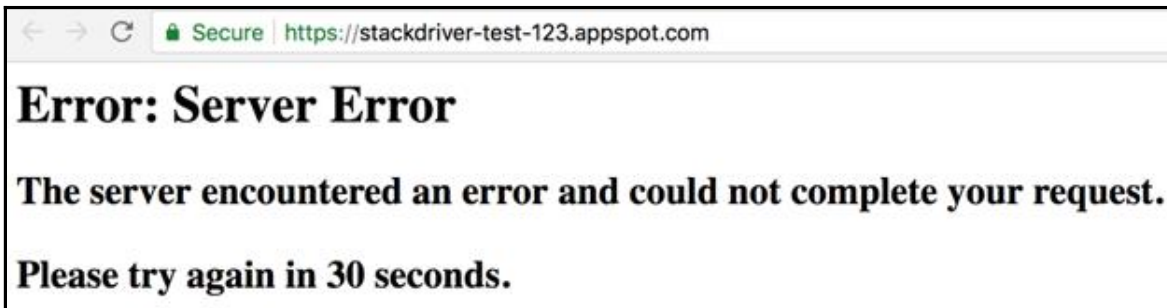 Secure https://stackdriver-test-123.appspot.com
Error: Server Error
The server encountered an error and could not complete your request.
Please try again in 30 seconds.